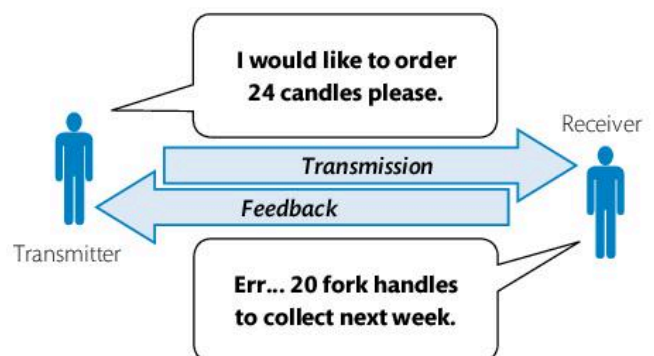 I would like to order
24 candles please.
Receiver
Transmission
Feedback
Transmitter
Err... 20 fork handles
to collect next week.